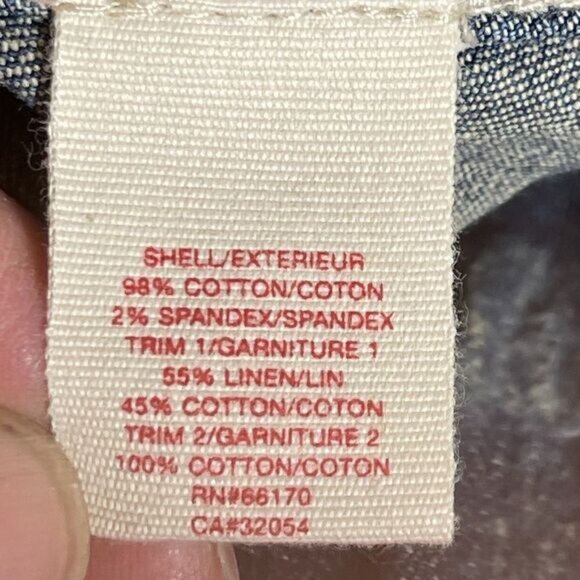 SHELL/EXTERIEUR
98% COTTON/COTON
2% SPANDEX/SPANDEX
TRIM 1/GARNITURE 1
55% LINEN/LIN
45% COTTON/COTON
TRIM 2/GARNITURE 2
100% COTTON/COTON
RN#66170
CA#32054